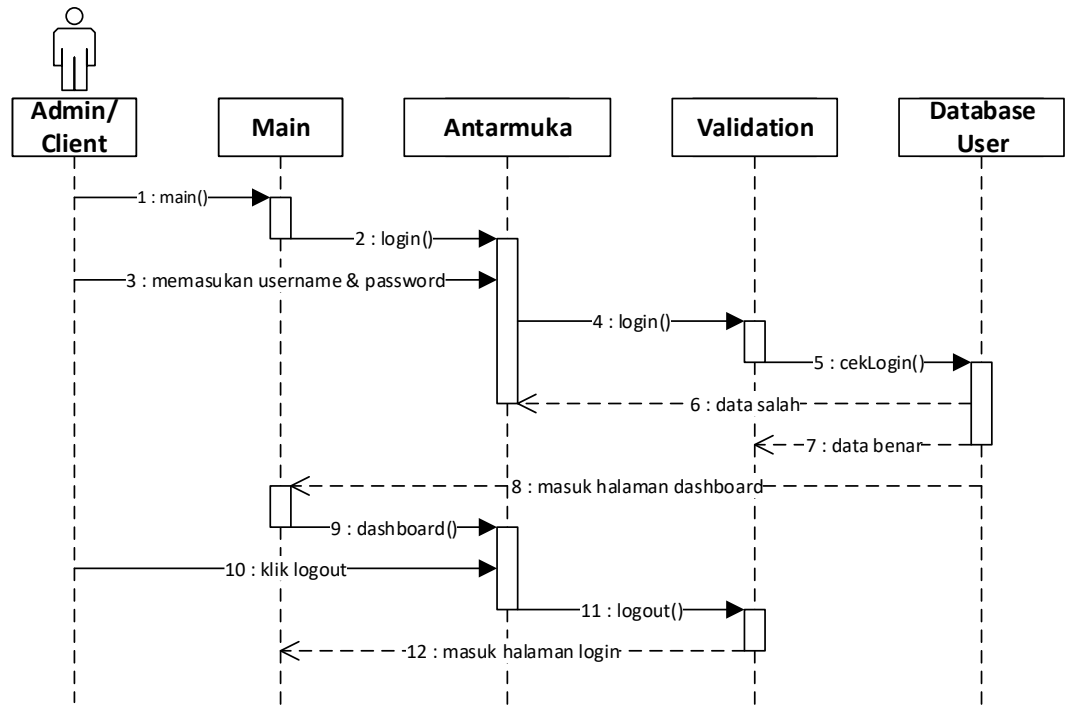 Admin/
Client
Main
Antarmuka
Validation
Database
User
1 : main()
2 : login()
3 : memasukan username & password
4 : login()
5 : cekLogin()
6 : data salah
7 : data benar
8 : masuk halaman dashboard
9 : dashboard()
10 : klik logout
11 : logout()
12 : masuk halaman login